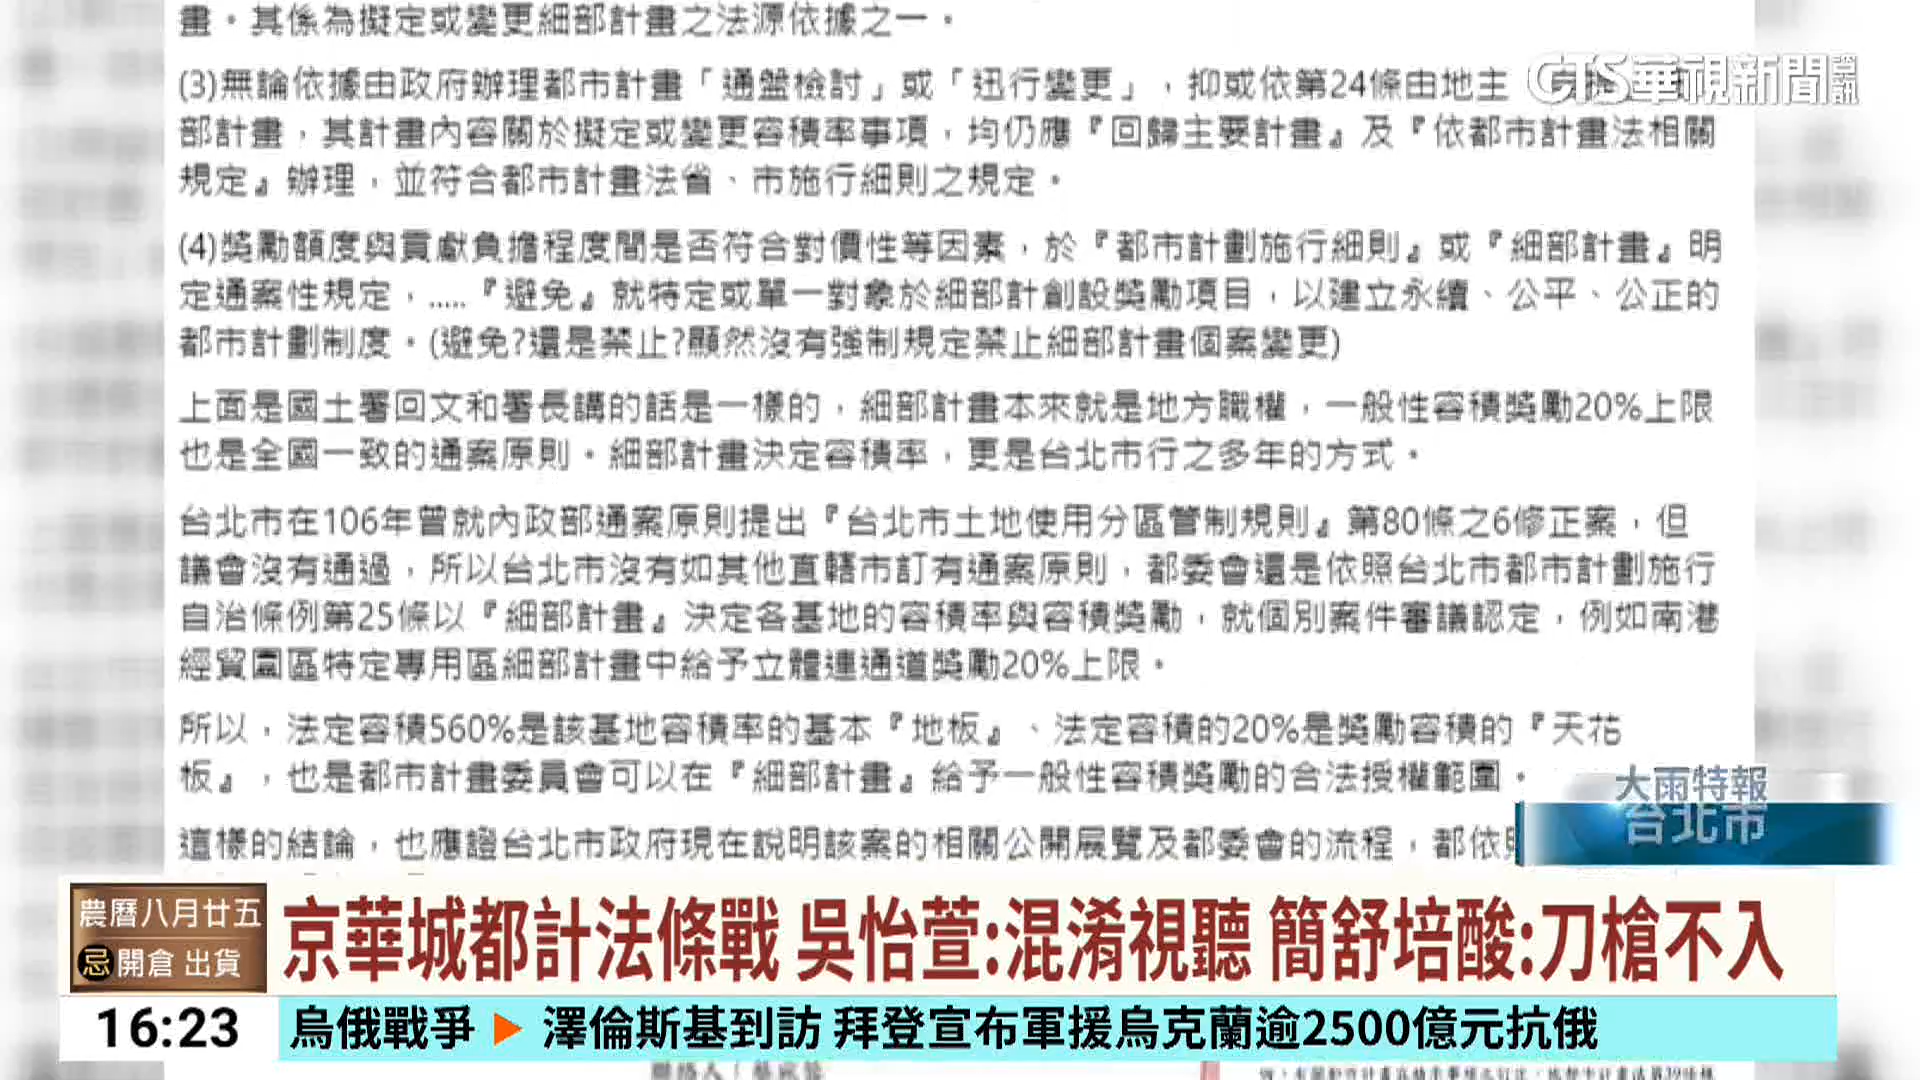 畫。其係為擬定或變更細部計畫之法源依據之一。
(3)無論依據由政府辦理都市計畫「通盤檢討」或「迅行變更」，抑或依第24條由地主
CTS華視新聞資訊
部計畫，其計畫內容關於擬定或變更容積率事項，均仍應『回歸主要計畫』及『依都市計畫法相關
規定』辦理，並符合都市計畫法省、市施行細則之規定。
(4)獎勵額度與貢獻負擔程度間是否符合對價性等因素，於『都市計劃施行細則』或『細部計畫』明
定通案性規定，.....『避免』就特定或單一對象於細部計創設獎勵項目，以建立永續、公平、公正的
都市計劃制度。(避免?還是禁止?顯然沒有強制規定禁止細部計畫個案變更)
上面是國土署回文和署長講的話是一樣的，細部計畫本來就是地方職權，一般性容積獎勵20%上限
也是全國一致的通案原則。細部計畫決定容積率，更是台北市行之多年的方式。
台北市在106年曾就內政部通案原則提出『台北市土地使用分區管制規則』第80條之6修正案，但
議會沒有通過，所以台北市沒有如其他直轄市訂有通案原則，都委會還是依照台北市都市計劃施行
自治條例第25條以『細部計畫』決定各基地的容積率與容積獎勵，就個別案件審議認定，例如南港
經貿園區特定專用區細部計畫中給予立體連通道獎勵20%上限。
所以，法定容積560%是該基地容積率的基本『地板』、法定容積的20%是獎勵容積的『天花
板』，也是都市計畫委員會可以在『細部計畫』給予一般性容積獎勵的合法授權範圍。
大雨特報
台北市
這樣的結論，也應證台北市政府現在說明該案的相關公開展覽及都委會的流程，都依
農曆八月廿五
忌 開倉 出貨
京華城都計法條戰 吳怡萱:混淆視聽 簡舒培酸:刀槍不入
16:23
烏俄戰爭 ▶ 澤倫斯基到訪 拜登宣布軍援烏克蘭逾2500億元抗俄